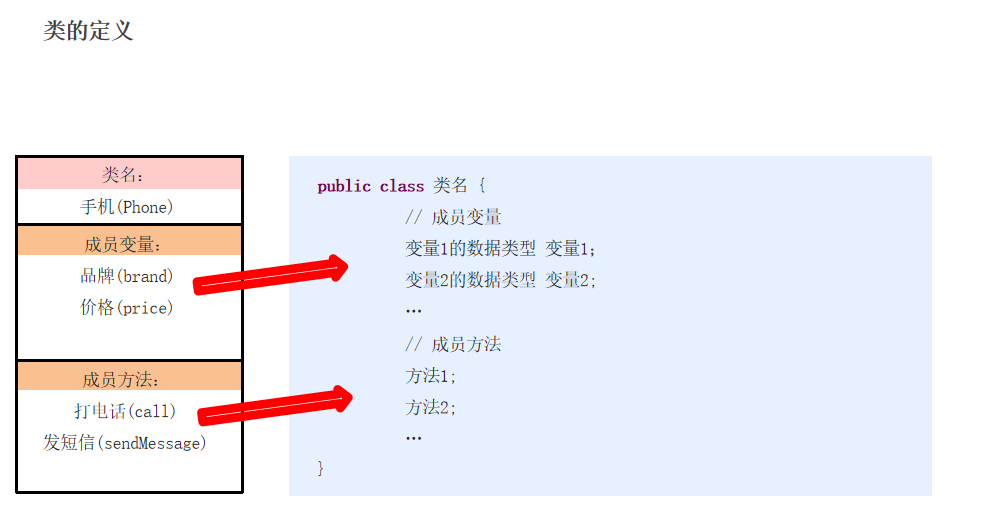 类的定义
类名：
手机(Phone)
成员变量：
品牌(brand)
价格(price)
成员方法：
打电话(call)
发短信(sendMessage)
public class 类名 {
// 成员变量
变量1的数据类型 变量1；
变量2的数据类型 变量2;
…
// 成员方法
方法1;
方法2;
…
}